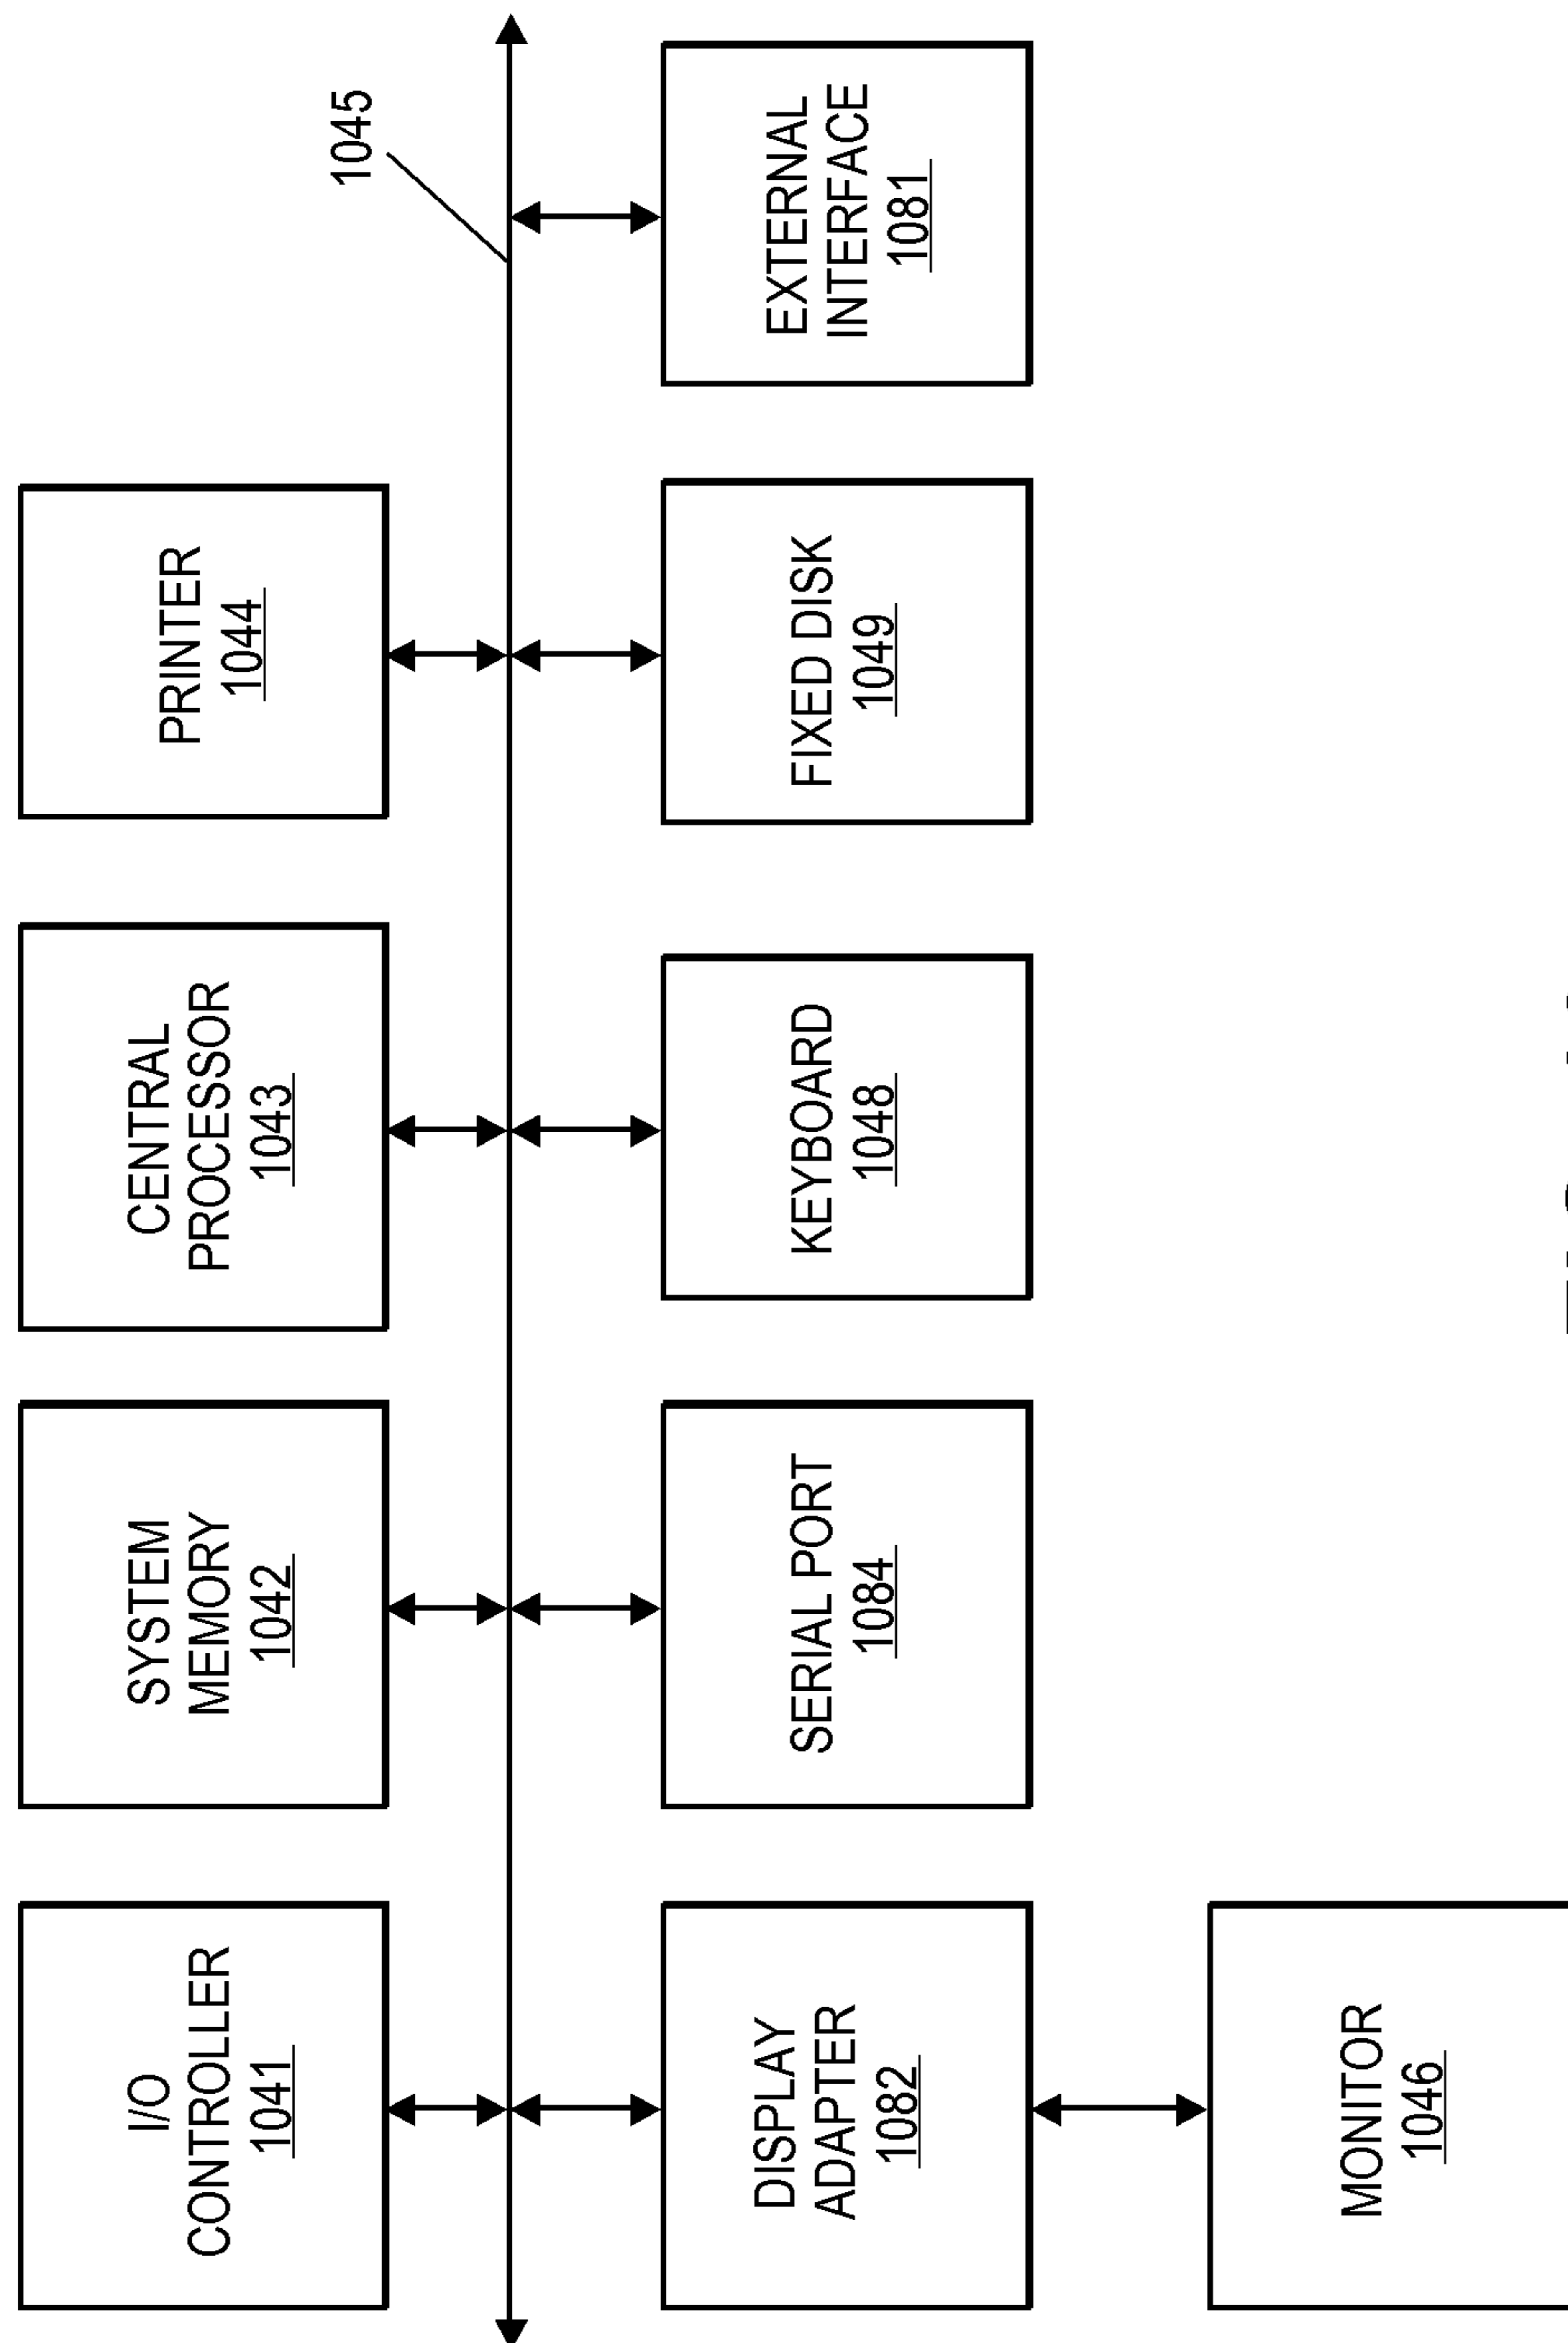 I/O
CONTROLLER
1041
SYSTEM
MEMORY
1042
CENTRAL
PROCESSOR
1043
PRINTER
1044
1045
DISPLAY
ADAPTER
1082
SERIAL PORT
1084
KEYBOARD
1048
FIXED DISK
1049
EXTERNAL
INTERFACE
1081
MONITOR
1046